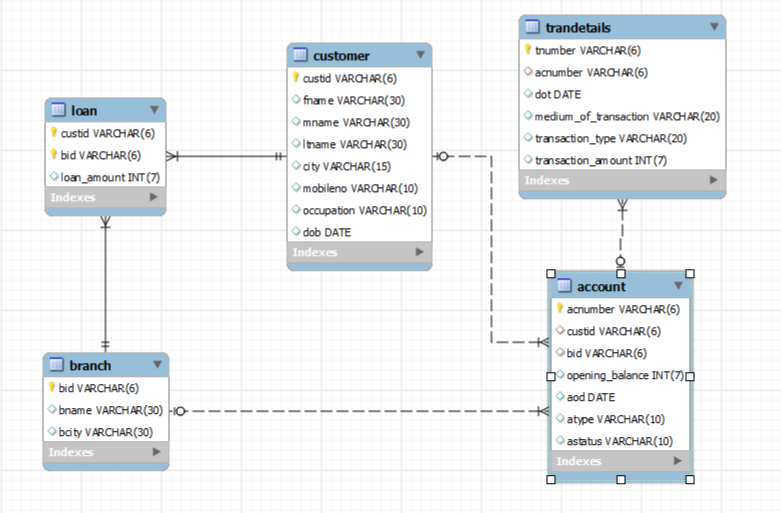 trandetails
tnumber VARCHAR(6)
acnumber VARCHAR(6)
dot DATE
medium_of_transaction VARCHAR(20)
transaction_type VARCHAR(20)
transaction_amount INT(7)
Indexes
customer
custid VARCHAR(6)
fname VARCHAR(30)
mname VARCHAR(30)
ltname VARCHAR(30)
city VARCHAR(15)
mobileno VARCHAR(10)
occupation VARCHAR(10)
dob DATE
Indexes
loan
custid VARCHAR(6)
bid VARCHAR(6)
loan_amount INT(7)
Indexes
account
acnumber VARCHAR(6)
custid VARCHAR(6)
bid VARCHAR(6)
opening_balance INT(7)
aod DATE
atype VARCHAR(10)
astatus VARCHAR(10)
Indexes
branch
bid VARCHAR(6)
bname VARCHAR(30)
bcity VARCHAR(30)
Indexes